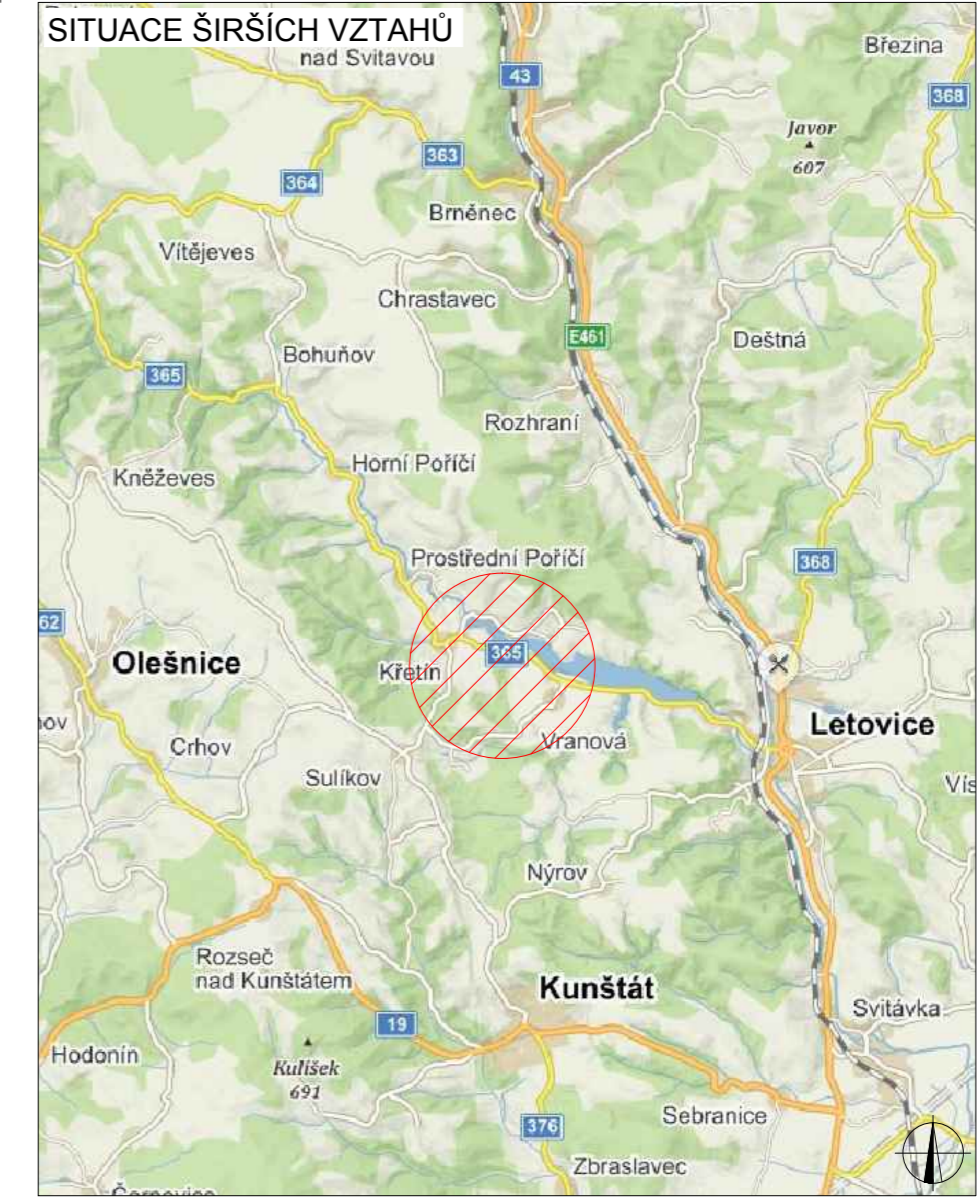 SITUACE ŠIRŠÍCH VZTAHŮ
nad Svitavou
43
Březina
368
Javor
607
363
364
Brněnec
Vítějeves
Chrastavec
E461
Deštná
Bohuňov
365
Rozhraní
Horní Poříčí
Kněževes
Prostřední Poříčí
368
62
Olešnice
365
Křetín
Letovice
nov
Crhov
Vranová
Sulíkov
Vís
Nýrov
Rozseč
nad Kunštátem
Kunštát
Svitávka
19
Hodonín
Kulíšek
691
Sebranice
376
Zbraslavec